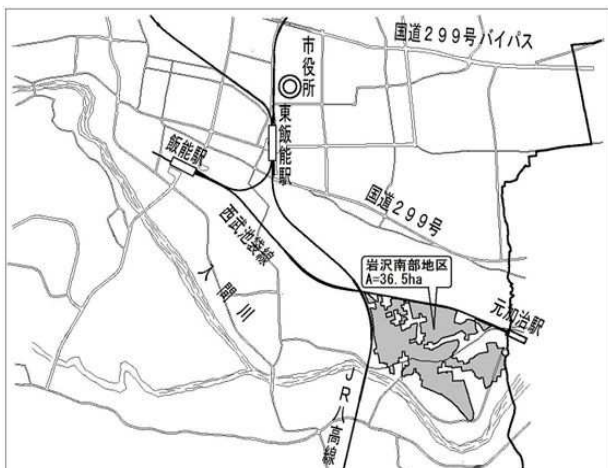 国道299号バイパス
市役所
東飯能駅
飯能駅
国道299号
西武池袋線
入間川
岩沢南部地区
A=36.5ha
元加治駅
JR八高線